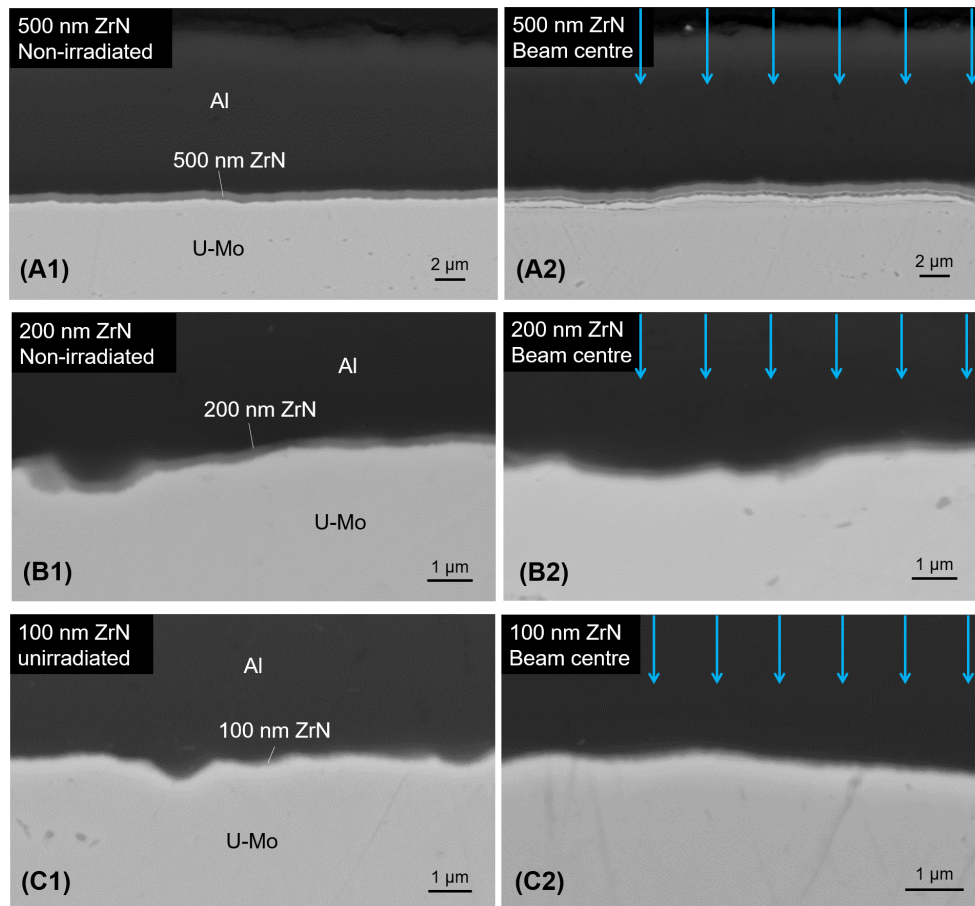 500 nm ZrN
Non-irradiated
Al
500 nm ZrN
U-Mo
(A1)
2 µm
500 nm ZrN
Beam centre
(A2)
2 µm
200 nm ZrN
Non-irradiated
Al
200 nm ZrN
U-Mo
(B1)
1 µm
200 nm ZrN
Beam centre
(B2)
1 µm
100 nm ZrN
unirradiated
Al
100 nm ZrN
U-Mo
(C1)
1 µm
100 nm ZrN
Beam centre
(C2)
1 µm